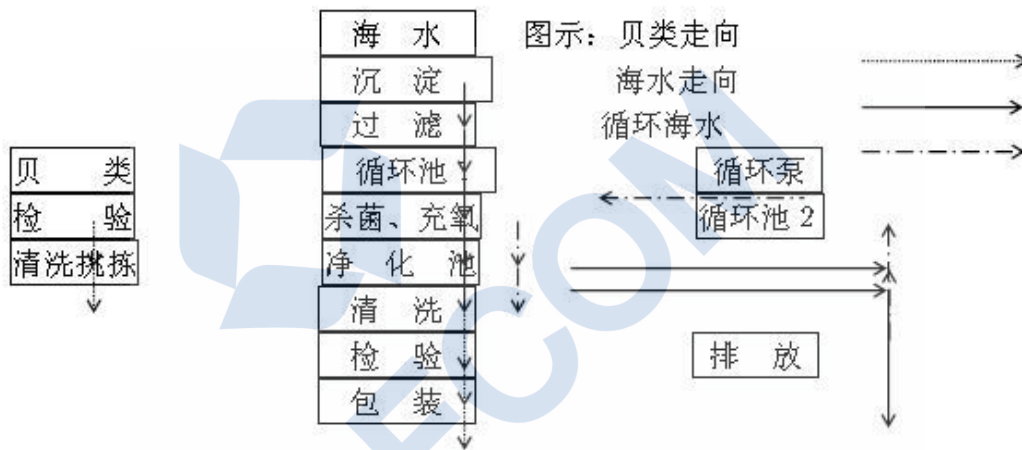 海 水
图示：贝类走向
沉 淀
海水走向
过 滤
循环海水
贝 类
循环池1
循环泵
检 验
杀菌、充氧
循环池2
清洗挑拣
净 化 池
清 洗
检 验
排 放
包 装
ECOM